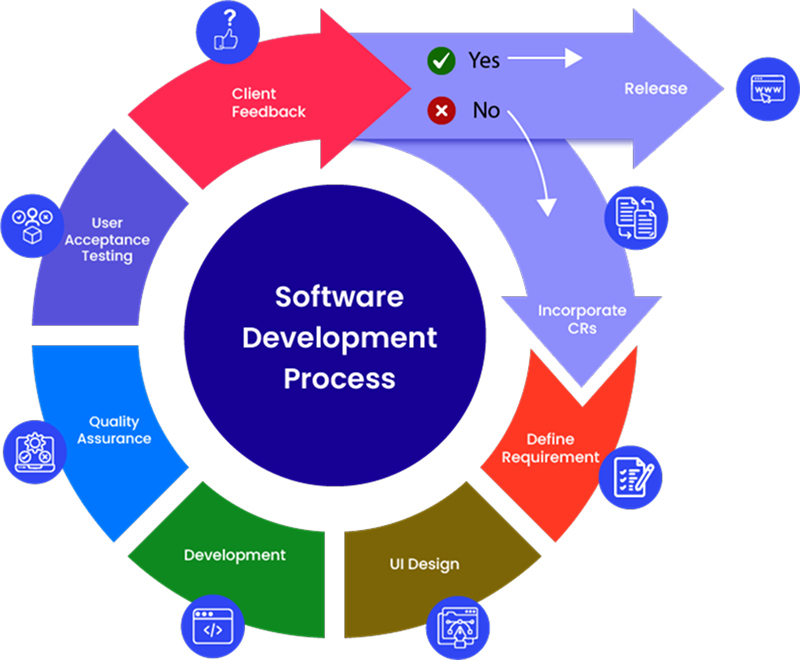 ?
Client
Feedback
Yes
No
Release
WWW
User
Acceptance
Testing
Software
Development
Process
Incorporate
CRs
Quality
Assurance
Define
Requirement
Development
UI Design
</>